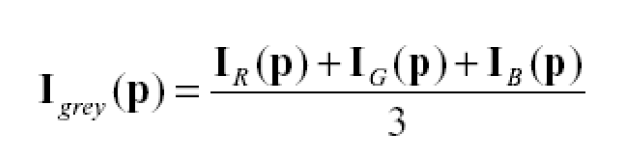 I_grey(p) = (I_R(p) + I_G(p) + I_B(p)) / 3